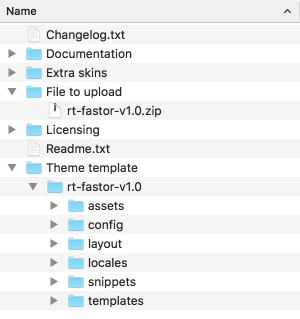 Name
Changelog.txt
Documentation
Extra skins
File to upload
rt-fastor-v1.0.zip
Licensing
Readme.txt
Theme template
rt-fastor-v1.0
assets
config
layout
locales
snippets
templates